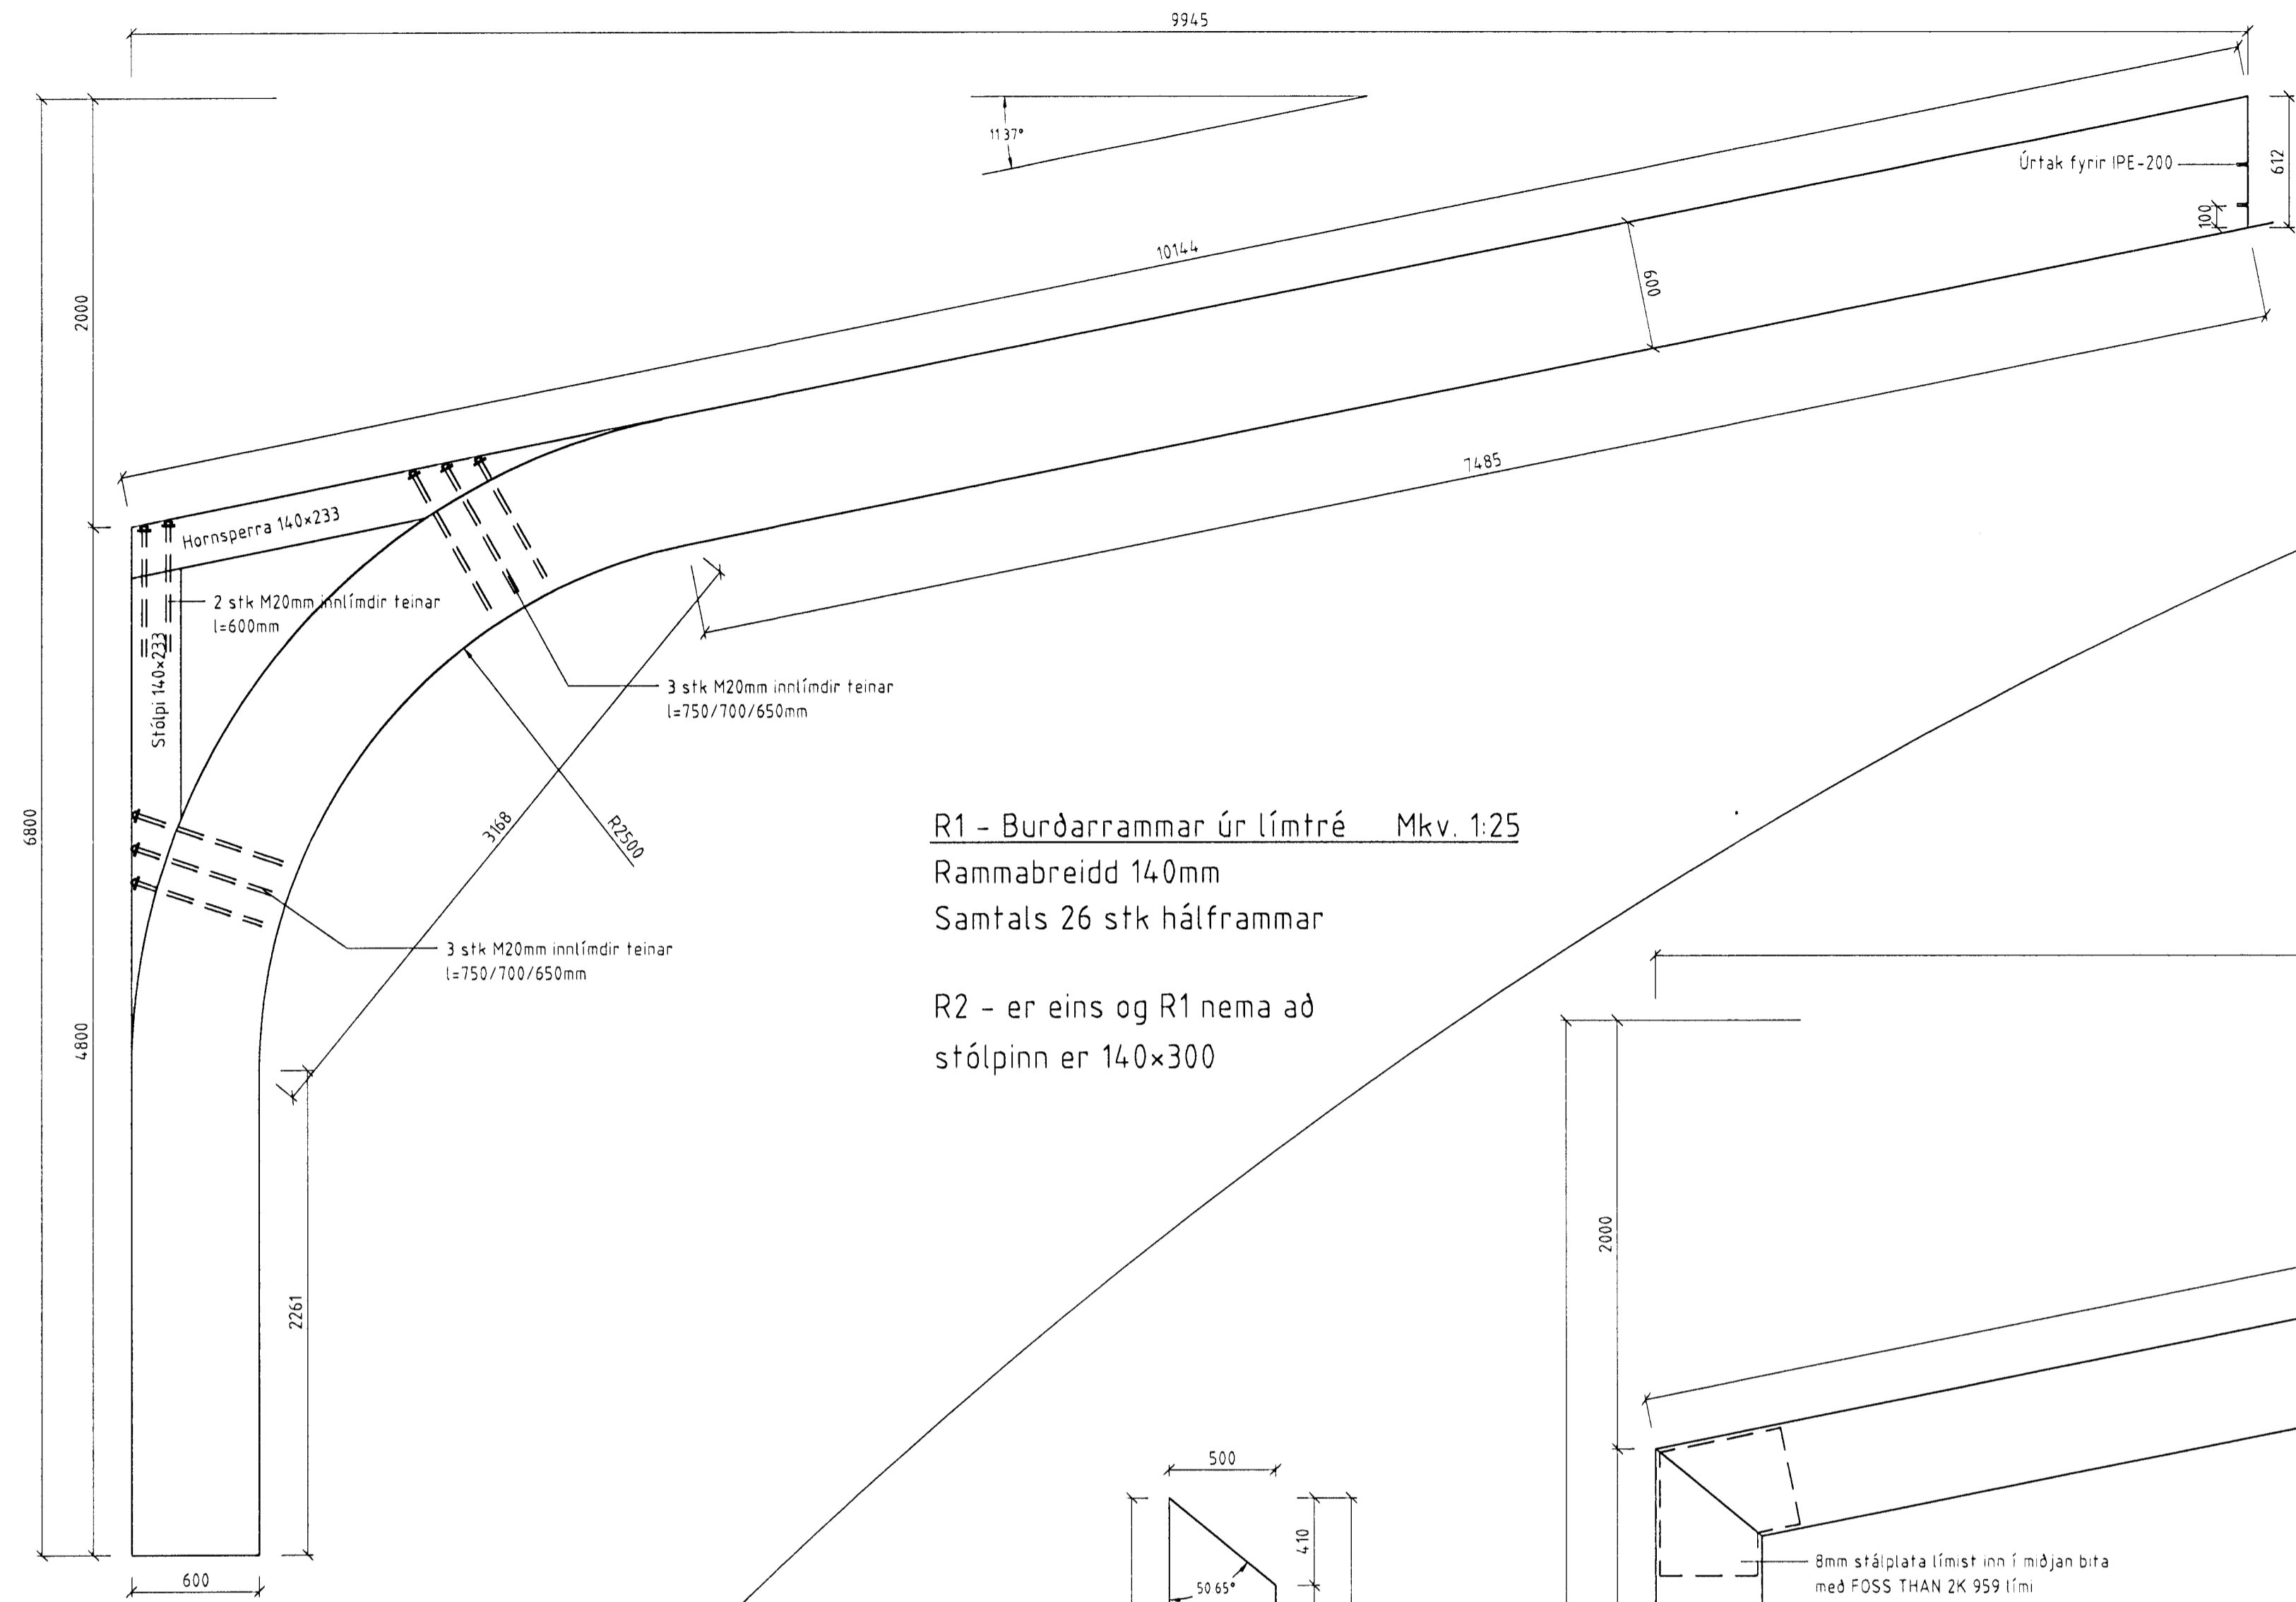 9945
11 37°
Úrtak fyrir IPE-200
612
100
10144
600
2000
7485
Hornsperra 140×233
2 stk M20mm innlímdir teinar
l=600mm
Stólpi 140×233
3 stk M20mm innlímdir teinar
l=750/700/650mm
6800
3168
R2500
R1 - Burðarrammar úr límtré Mkv. 1:25
Rammabreidd 140mm
Samtals 26 stk hálframmar
3 stk M20mm innlímdir teinar
l=750/700/650mm
R2 - er eins og R1 nema að
stólpinn er 140×300
4800
2261
2000
500
410
50 65°
600
8mm stálplata límist inn í miðjan bita
með FOSS THAN 2K 959 lími